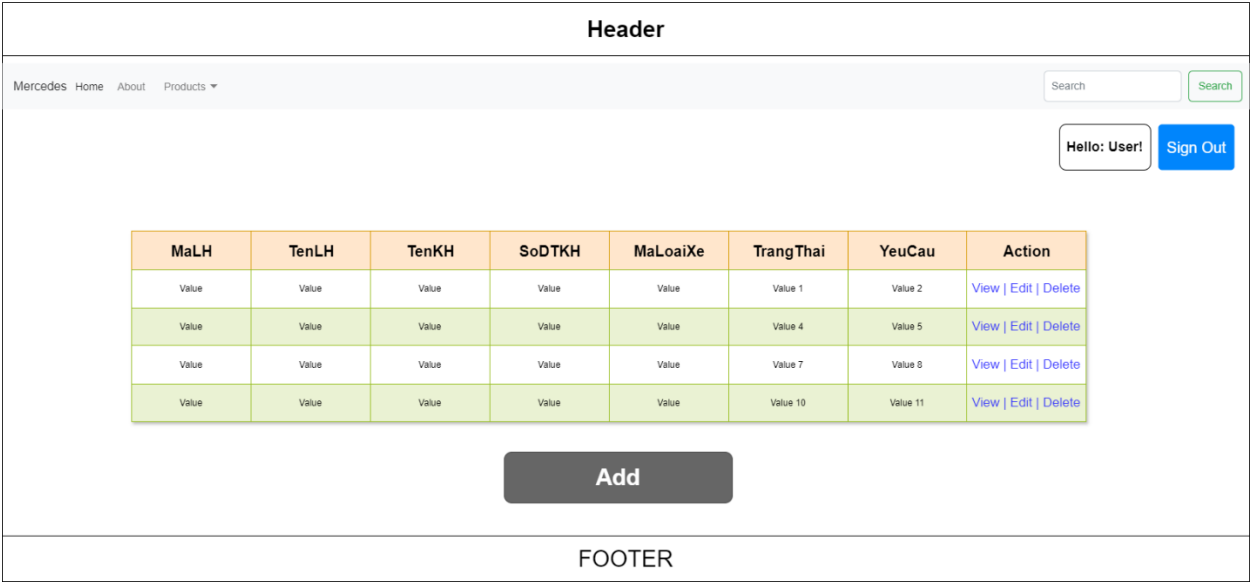 Header
Mercedes Home About Products Search Search
Hello: User! Sign Out
MaLH TenLH TenKH SoDTKH MaLoaiXe TrangThai YeuCau Action
Value Value Value Value Value Value 1 Value 2 View | Edit | Delete
Value Value Value Value Value Value 4 Value 5 View | Edit | Delete
Value Value Value Value Value Value 7 Value 8 View | Edit | Delete
Value Value Value Value Value Value 10 Value 11 View | Edit | Delete
Add
FOOTER